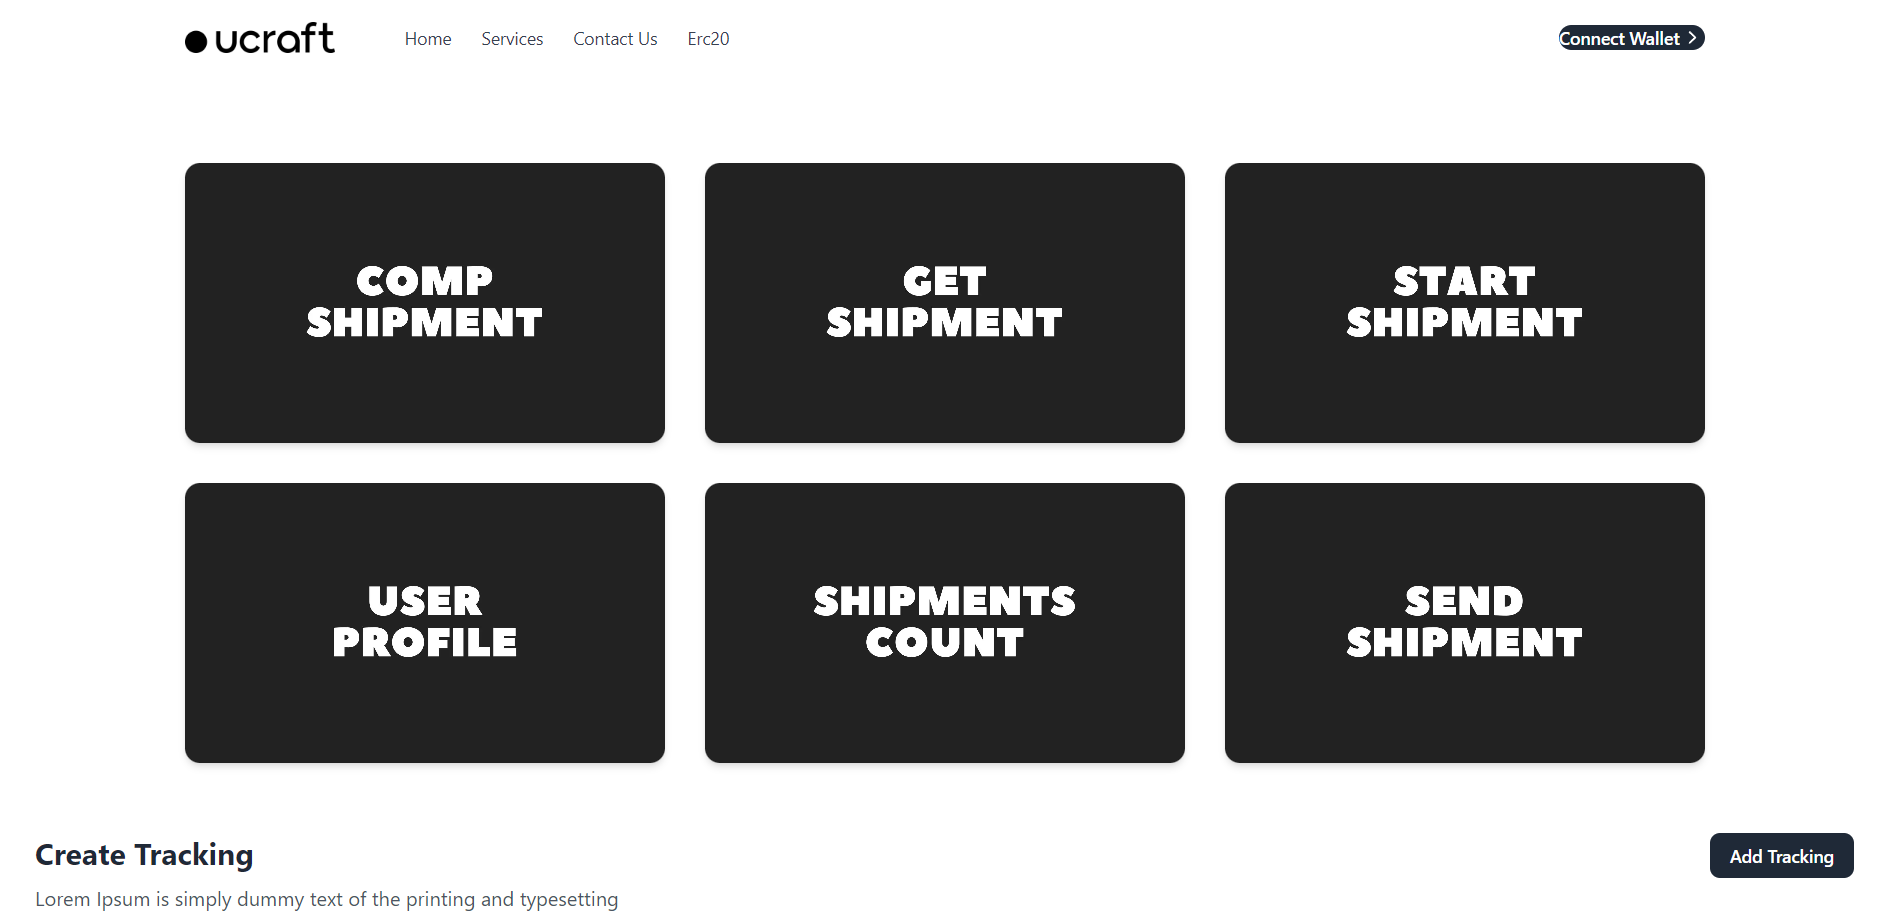 ucraft
Home
Services
Contact Us
Erc20
Connect Wallet
COMP
SHIPMENT
GET
SHIPMENT
START
SHIPMENT
USER
PROFILE
SHIPMENTS
COUNT
SEND
SHIPMENT
Create Tracking
Add Tracking
Lorem Ipsum is simply dummy text of the printing and typesetting